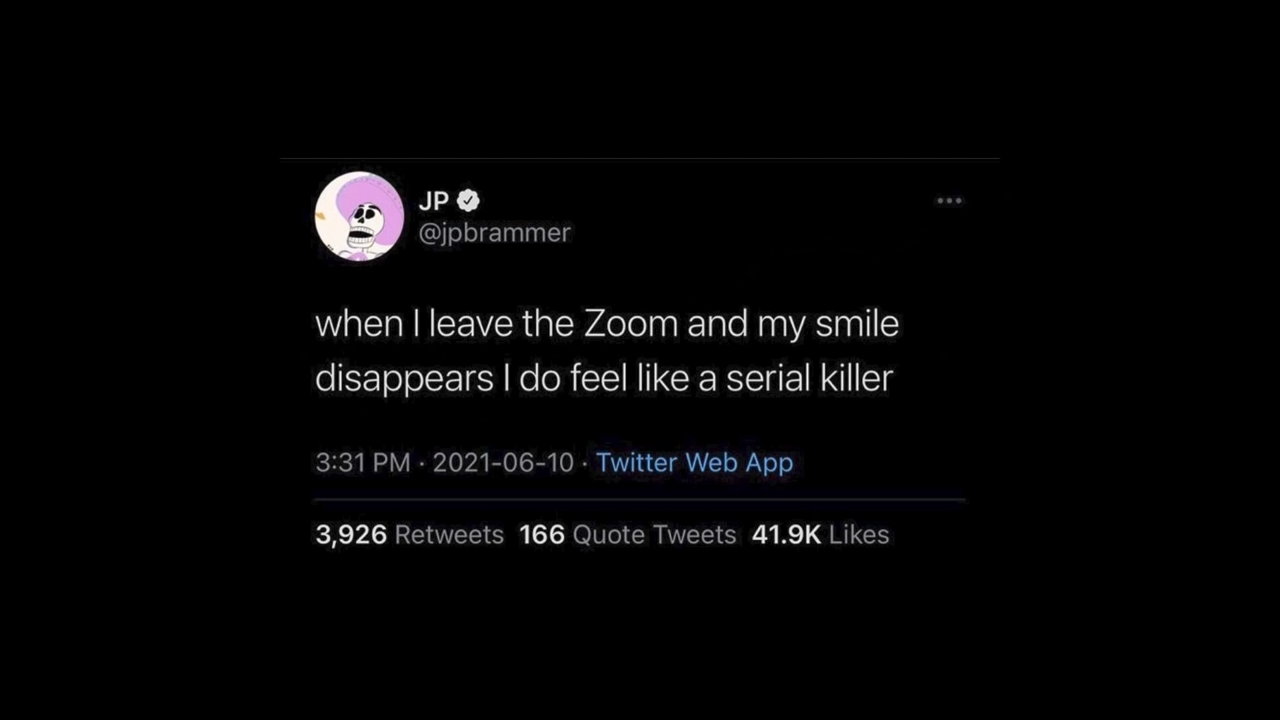 JP
@jpbrammer
when I leave the Zoom and my smile
disappears I do feel like a serial killer
3:31 PM · 2021-06-10 · Twitter Web App
3,926 Retweets 166 Quote Tweets 41.9K Likes